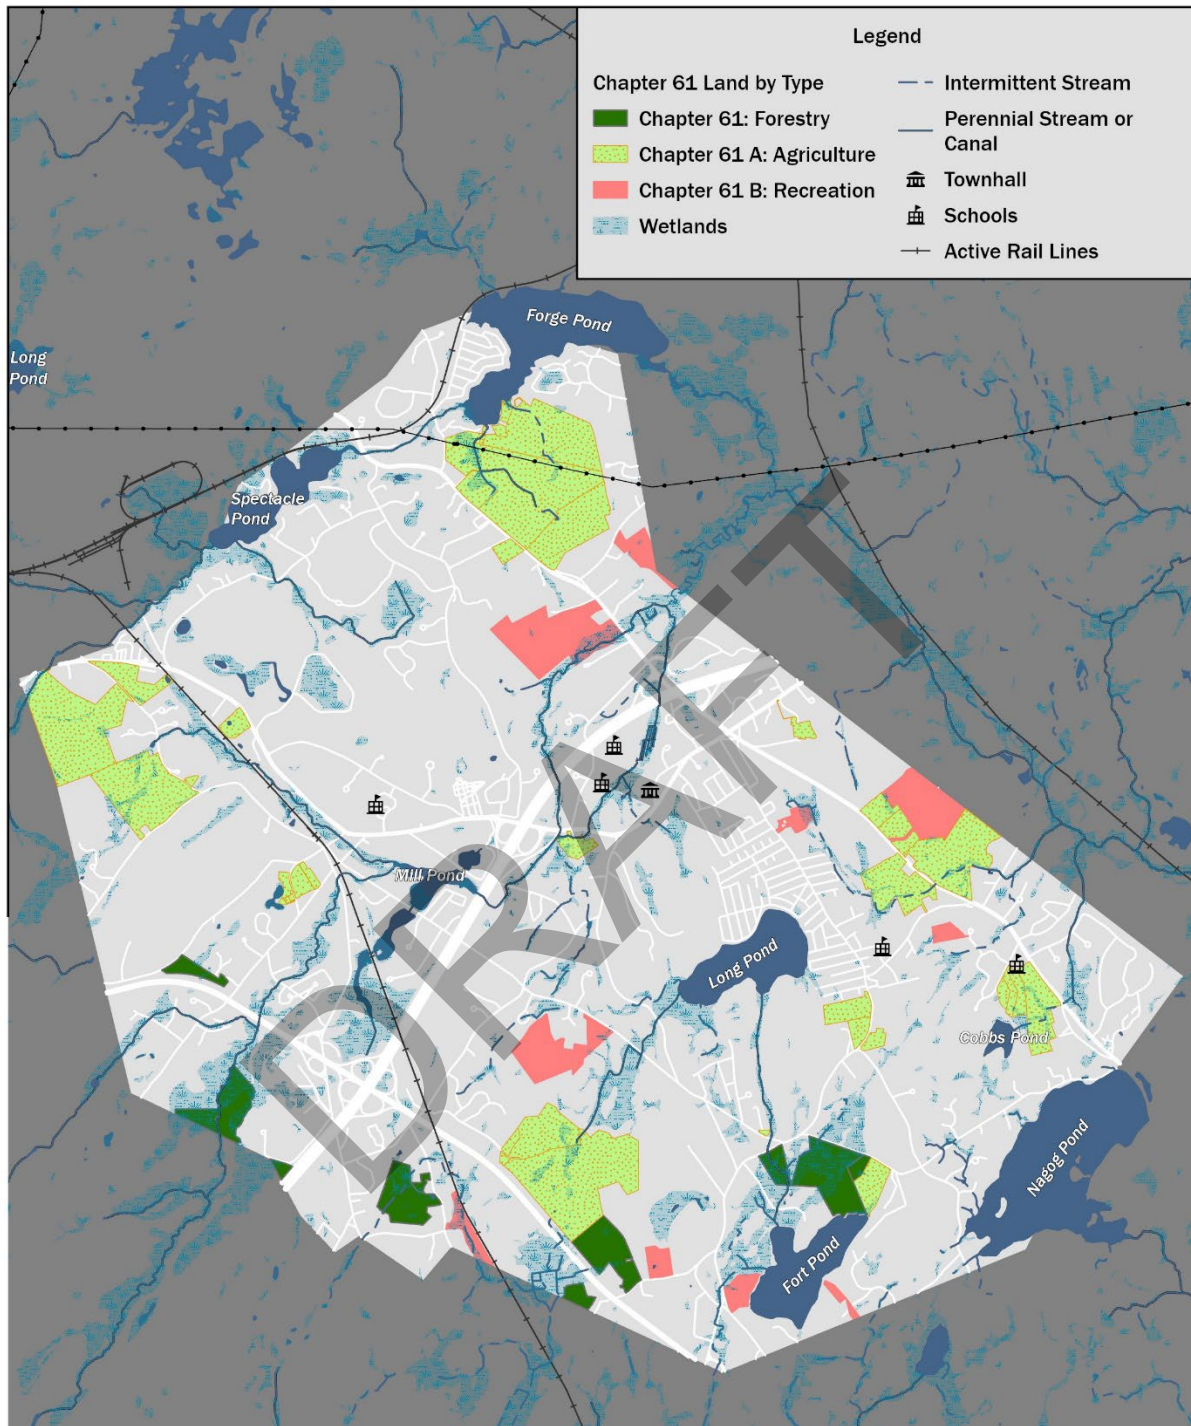 Legend
Chapter 61 Land by Type
Chapter 61: Forestry
Chapter 61 A: Agriculture
Chapter 61 B: Recreation
Wetlands
Intermittent Stream
Perennial Stream or
Canal
Townhall
Schools
Active Rail Lines
Forge Pond
Long
Pond
Spectacle
Pond
Mill Pond
Long Pond
Cobbs Pond
Nagog Pond
Fort Pond
DRAFT